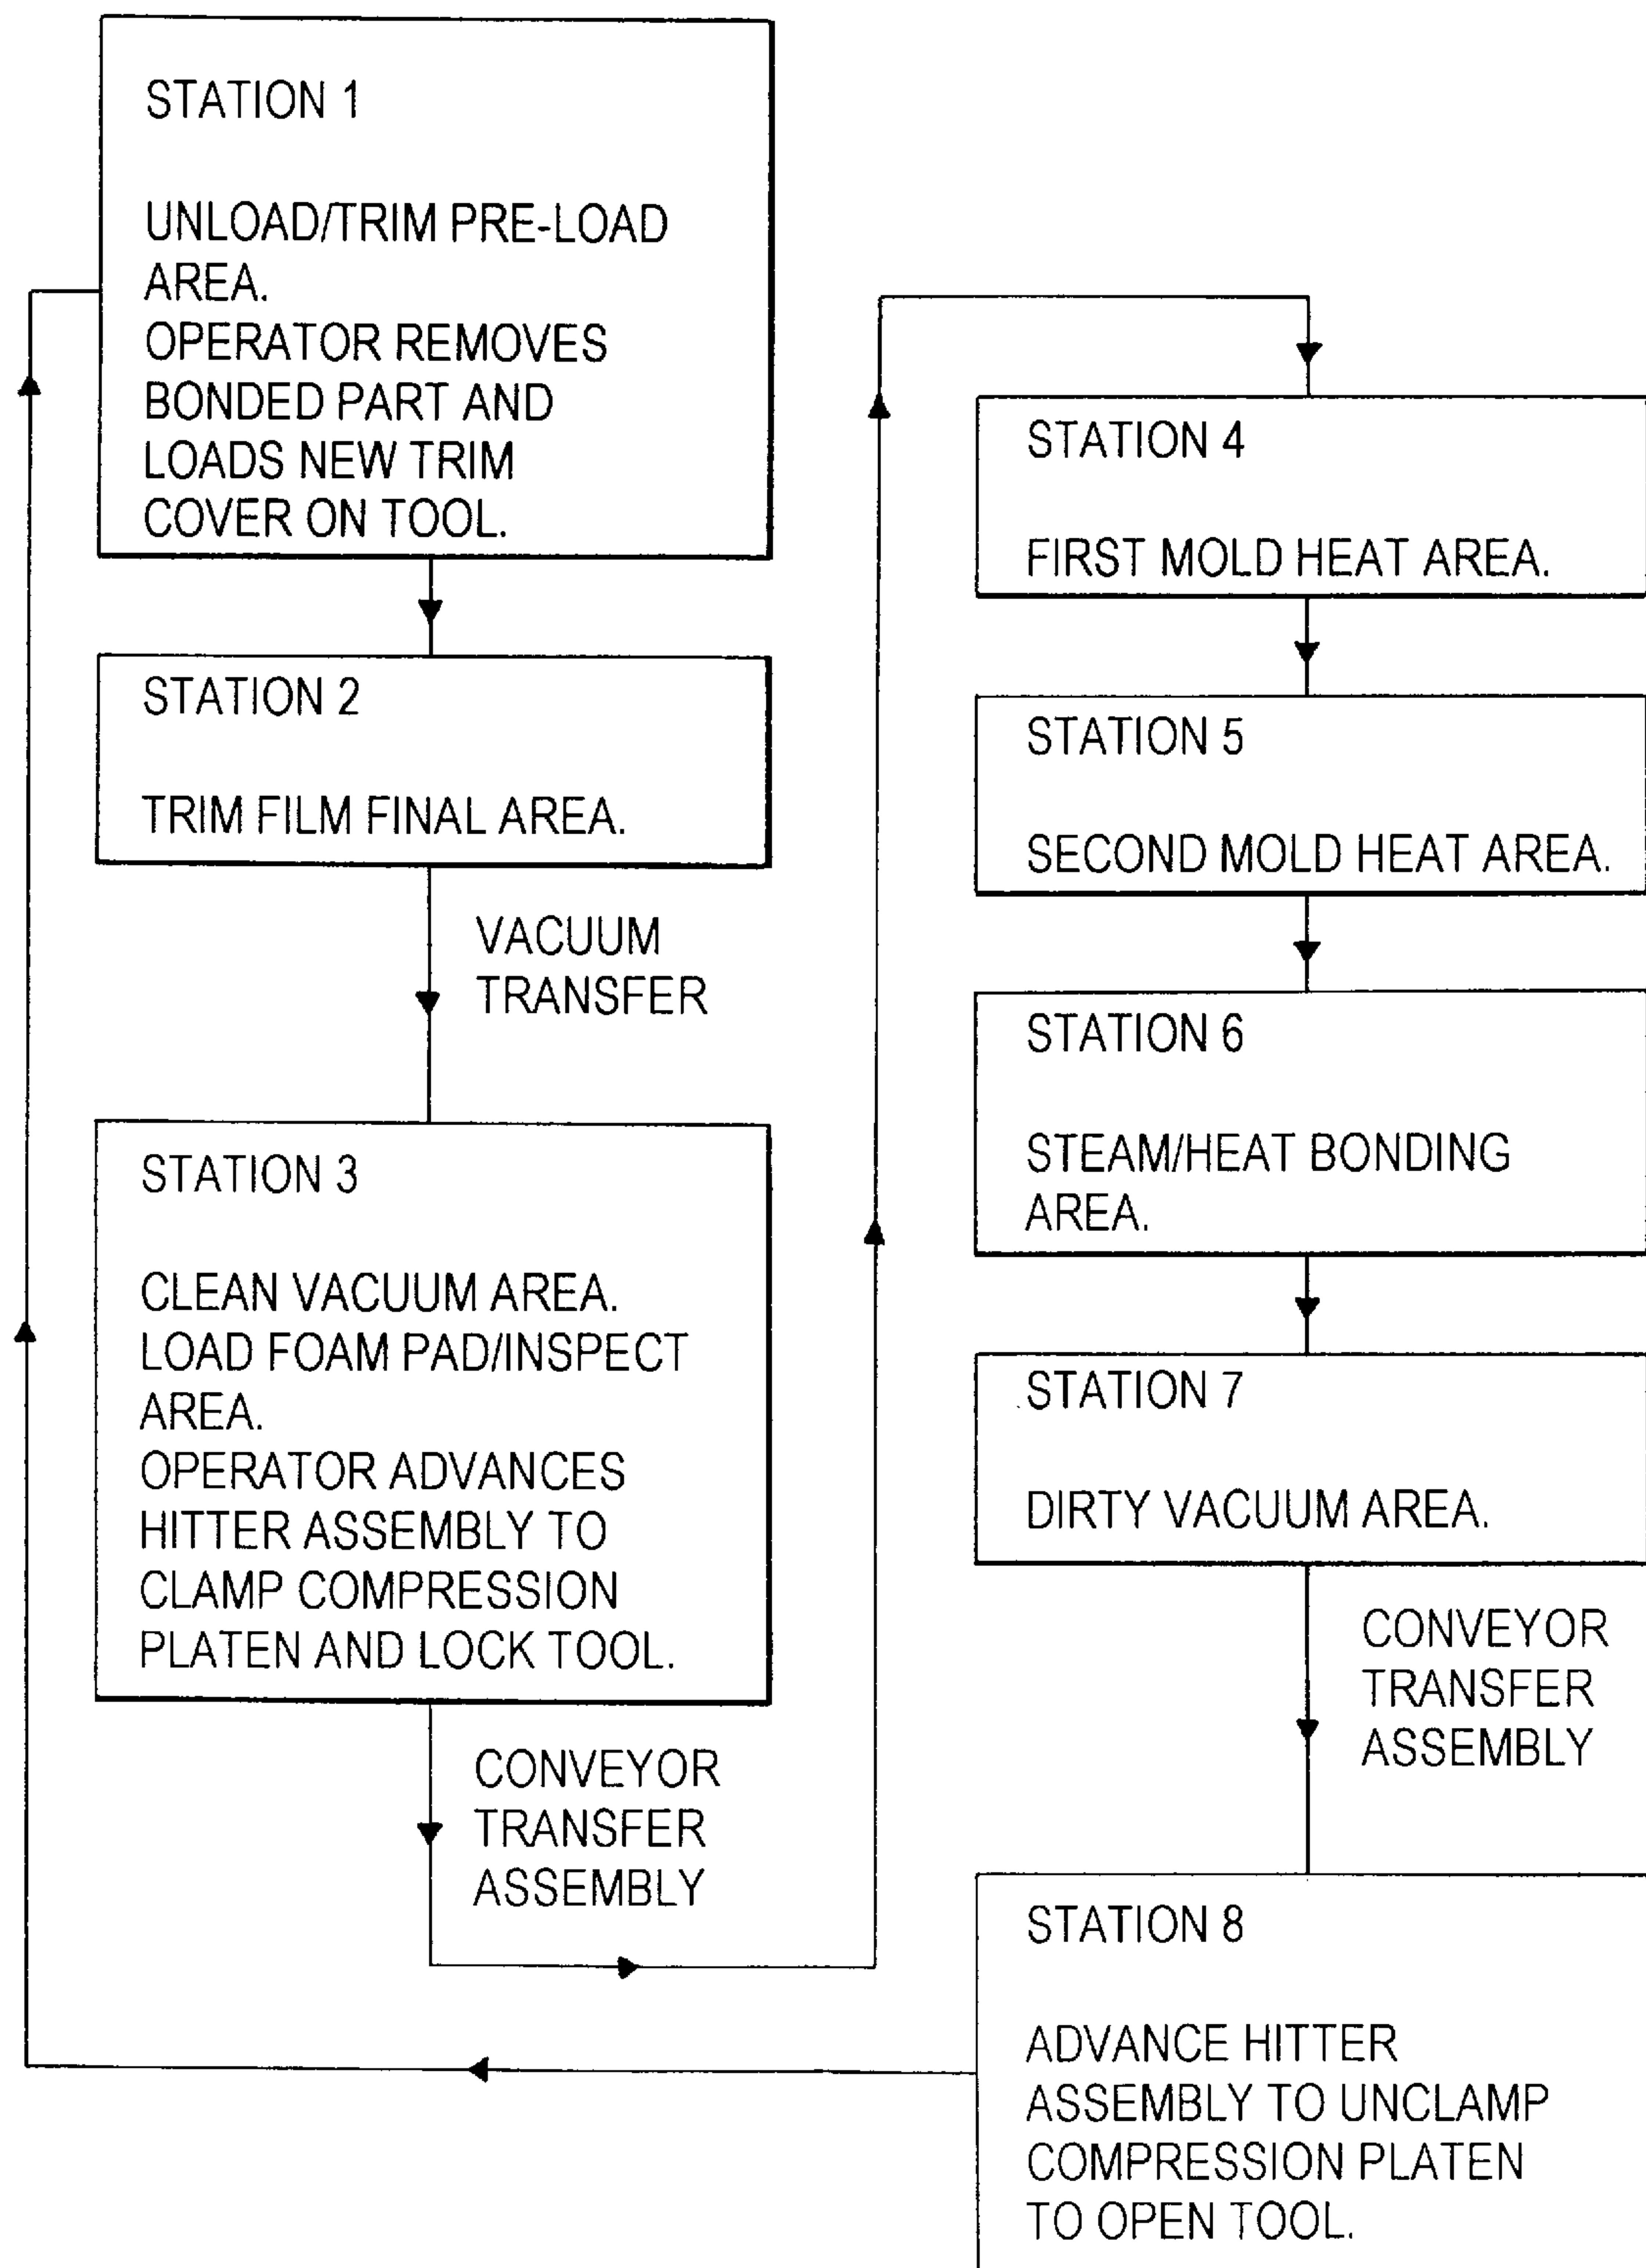 STATION 1
UNLOAD/TRIM PRE-LOAD
AREA.
OPERATOR REMOVES
BONDED PART AND
LOADS NEW TRIM
COVER ON TOOL.
STATION 2
TRIM FILM FINAL AREA.
VACUUM
TRANSFER
STATION 3
CLEAN VACUUM AREA.
LOAD FOAM PAD/INSPECT
AREA.
OPERATOR ADVANCES
HITTER ASSEMBLY TO
CLAMP COMPRESSION
PLATEN AND LOCK TOOL.
CONVEYOR
TRANSFER
ASSEMBLY
STATION 4
FIRST MOLD HEAT AREA.
STATION 5
SECOND MOLD HEAT AREA.
STATION 6
STEAM/HEAT BONDING
AREA.
STATION 7
DIRTY VACUUM AREA.
CONVEYOR
TRANSFER
ASSEMBLY
STATION 8
ADVANCE HITTER
ASSEMBLY TO UNCLAMP
COMPRESSION PLATEN
TO OPEN TOOL.